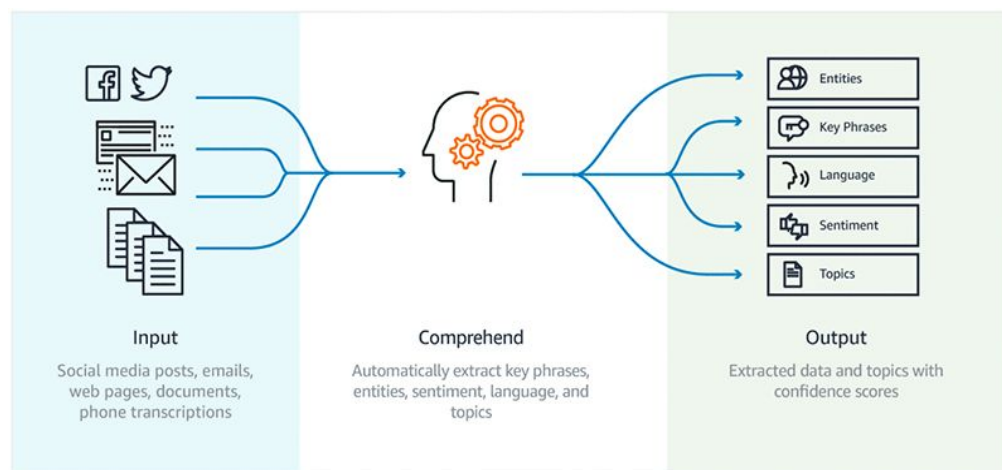 Entities
Key Phrases
Language
Sentiment
Topics
Input
Social media posts, emails,
web pages, documents,
phone transcriptions
Comprehend
Automatically extract key phrases,
entities, sentiment, language, and
topics
Output
Extracted data and topics with
confidence scores